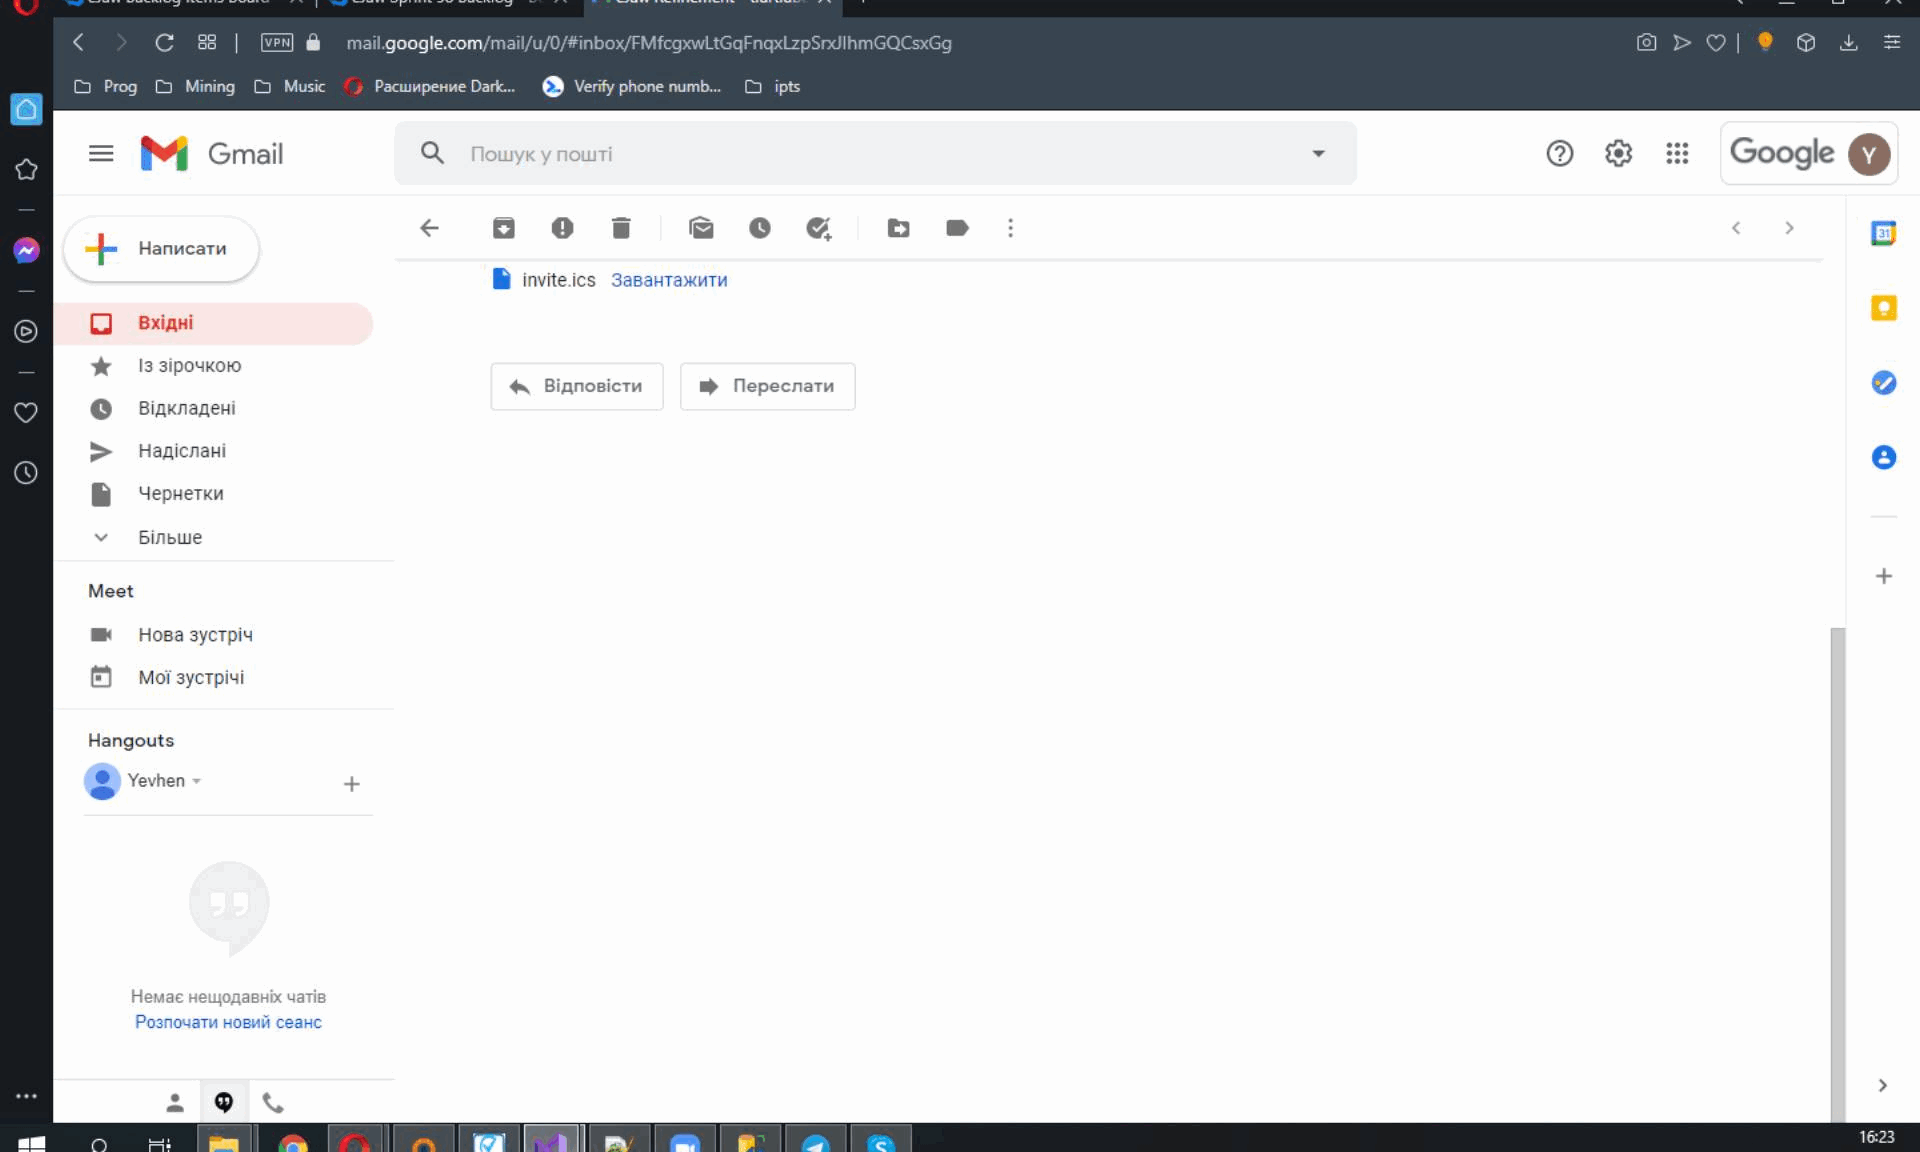 VPN
mail.google.com/mail/u/0/#inbox/FMfcgxwLtGqFnqxLzpSrxJlhmGQCsxGg
Prog Mining Music Расширение Dark... Verify phone numb... ipts
Gmail
Пошук у пошті
Google Y
Написати
31
invite.ics Завантажити
Вхідні
Із зірочкою
Відповісти Переслати
Відкладені
Надіслані
Чернетки
Більше
Meet
Нова зустріч
Мої зустрічі
Hangouts
Yevhen
Немає нещодавніх чатів
Розпочати новий сеанс
16:23